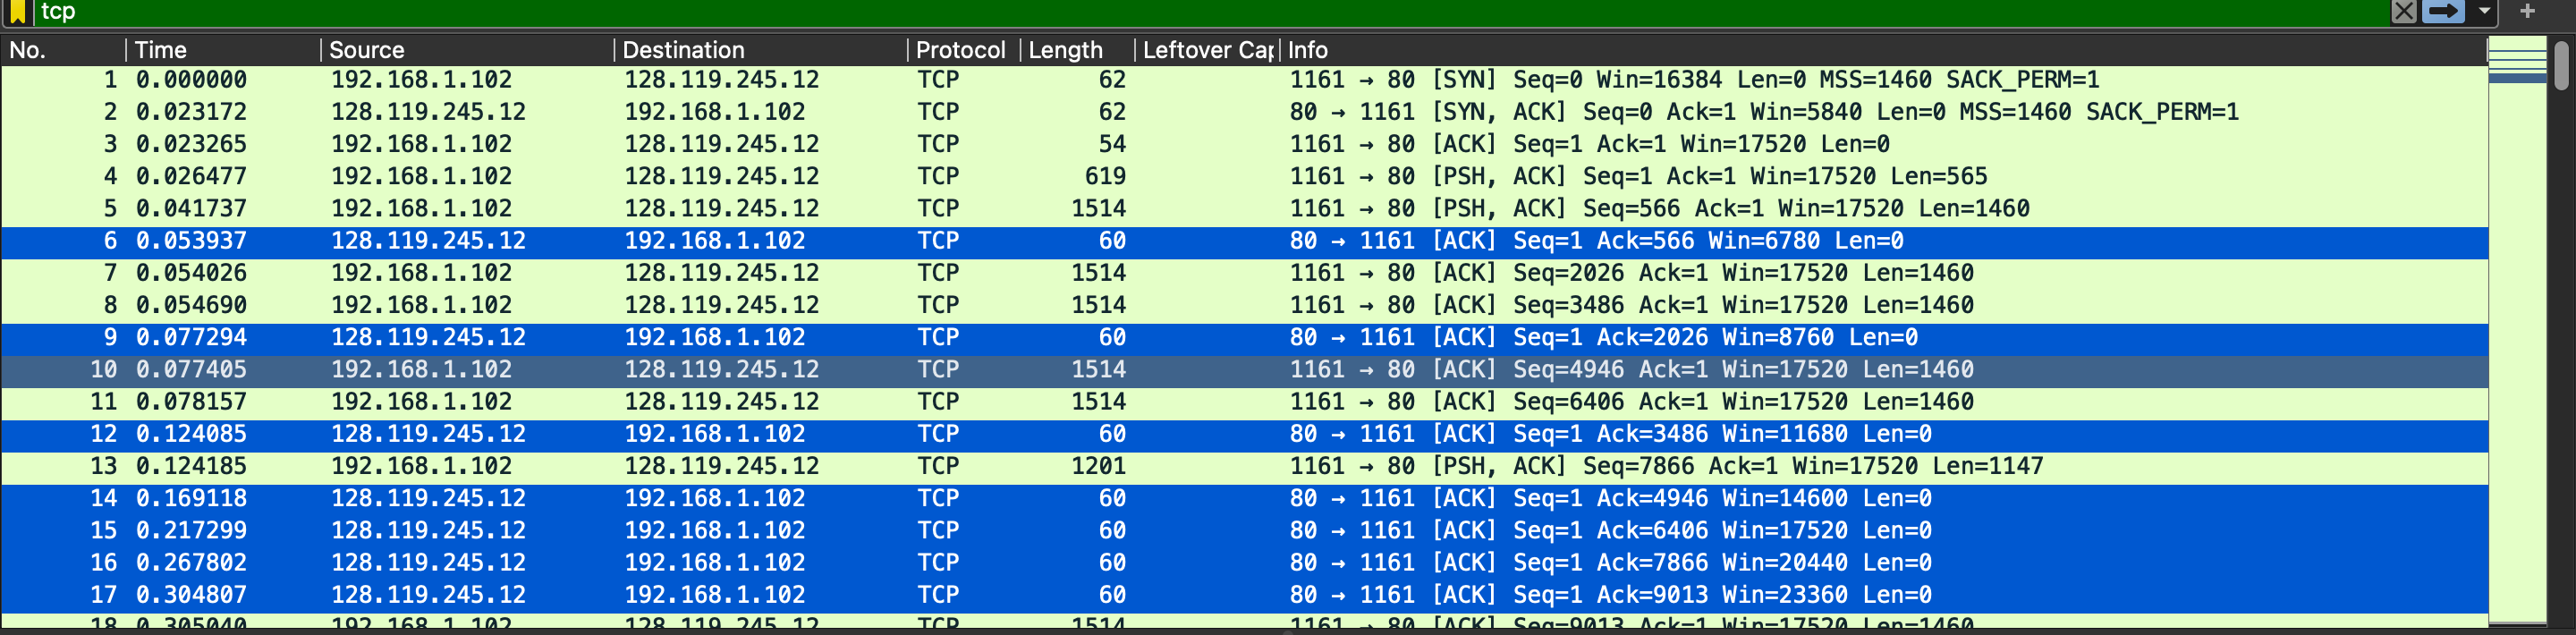 tcp
No. Time Source Destination Protocol Length Leftover Cap Info
1 0.000000 192.168.1.102 128.119.245.12 TCP 62 1161 → 80 [SYN] Seq=0 Win=16384 Len=0 MSS=1460 SACK_PERM=1
2 0.023172 128.119.245.12 192.168.1.102 TCP 62 80 → 1161 [SYN, ACK] Seq=0 Ack=1 Win=5840 Len=0 MSS=1460 SACK_PERM=1
3 0.023265 192.168.1.102 128.119.245.12 TCP 54 1161 → 80 [ACK] Seq=1 Ack=1 Win=17520 Len=0
4 0.026477 192.168.1.102 128.119.245.12 TCP 619 1161 → 80 [PSH, ACK] Seq=1 Ack=1 Win=17520 Len=565
5 0.041737 192.168.1.102 128.119.245.12 TCP 1514 1161 → 80 [PSH, ACK] Seq=566 Ack=1 Win=17520 Len=1460
6 0.053937 128.119.245.12 192.168.1.102 TCP 60 80 → 1161 [ACK] Seq=1 Ack=566 Win=6780 Len=0
7 0.054026 192.168.1.102 128.119.245.12 TCP 1514 1161 → 80 [ACK] Seq=2026 Ack=1 Win=17520 Len=1460
8 0.054690 192.168.1.102 128.119.245.12 TCP 1514 1161 → 80 [ACK] Seq=3486 Ack=1 Win=17520 Len=1460
9 0.077294 128.119.245.12 192.168.1.102 TCP 60 80 → 1161 [ACK] Seq=1 Ack=2026 Win=8760 Len=0
10 0.077405 192.168.1.102 128.119.245.12 TCP 1514 1161 → 80 [ACK] Seq=4946 Ack=1 Win=17520 Len=1460
11 0.078157 192.168.1.102 128.119.245.12 TCP 1514 1161 → 80 [ACK] Seq=6406 Ack=1 Win=17520 Len=1460
12 0.124085 128.119.245.12 192.168.1.102 TCP 60 80 → 1161 [ACK] Seq=1 Ack=3486 Win=11680 Len=0
13 0.124185 192.168.1.102 128.119.245.12 TCP 1201 1161 → 80 [PSH, ACK] Seq=7866 Ack=1 Win=17520 Len=1147
14 0.169118 128.119.245.12 192.168.1.102 TCP 60 80 → 1161 [ACK] Seq=1 Ack=4946 Win=14600 Len=0
15 0.217299 128.119.245.12 192.168.1.102 TCP 60 80 → 1161 [ACK] Seq=1 Ack=6406 Win=17520 Len=0
16 0.267802 128.119.245.12 192.168.1.102 TCP 60 80 → 1161 [ACK] Seq=1 Ack=7866 Win=20440 Len=0
17 0.304807 128.119.245.12 192.168.1.102 TCP 60 80 → 1161 [ACK] Seq=1 Ack=9013 Win=23360 Len=0
18 0.305040 192.168.1.102 128.119.245.12 TCP 1514 1161 → 80 [ACK] Seq=9013 Ack=1 Win=17520 Len=1460